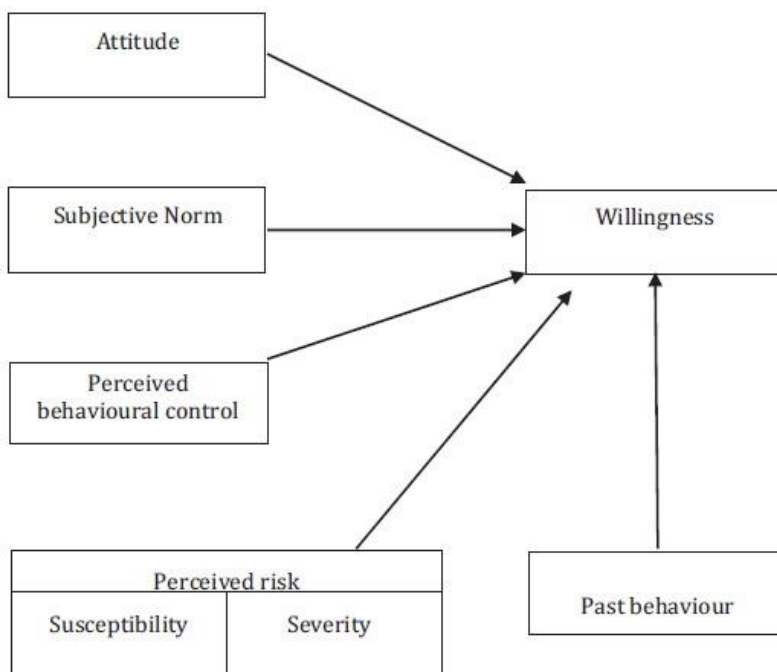 Attitude
Subjective Norm
Willingness
Perceived
behavioural control
Perceived risk
Susceptibility
Severity
Past behaviour